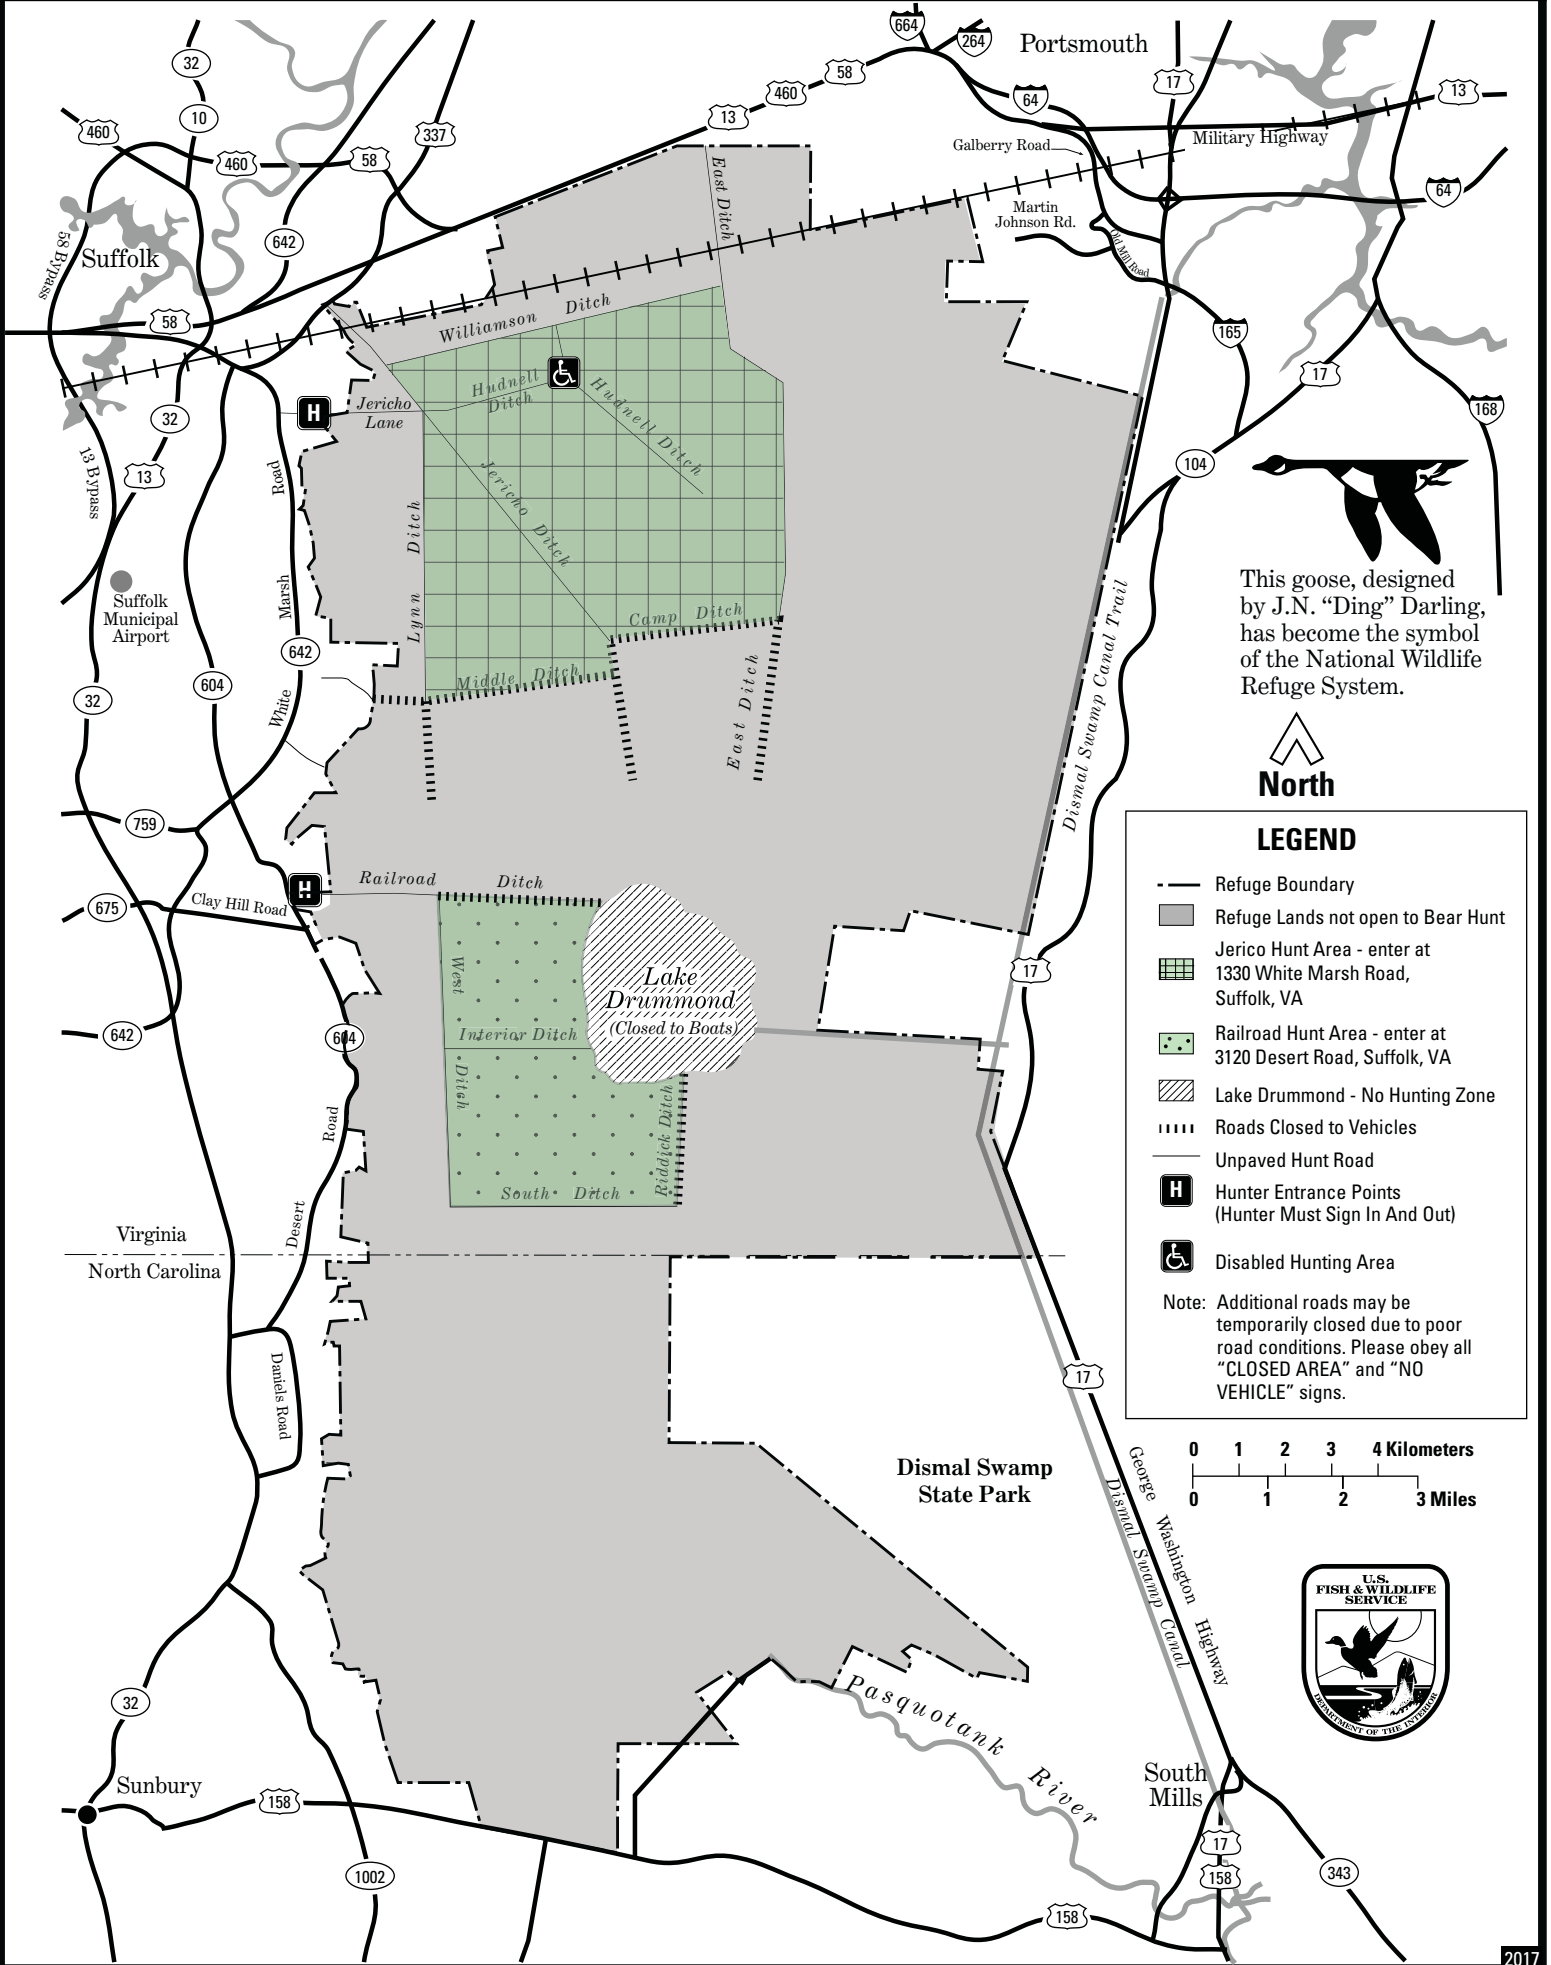 664
264
Portsmouth
32
58
17
460
64
13
10
13
460
337
Military Highway
460
58
Galberry Road
East Ditch
64
Martin
Johnson Rd.
642
Old Mill Road
58 Bypass
Suffolk
Williamson Ditch
58
165
17
Hudnell
Ditch
Hudnell Ditch
H
Jericho
Lane
168
32
13 Bypass
13
104
Road
Jericho Ditch
Lynn Ditch
This goose, designed
by J.N. “Ding” Darling,
has become the symbol
of the National Wildlife
Refuge System.
Suffolk
Municipal
Airport
Marsh
Camp Ditch
Dismal Swamp Canal Trail
642
604
Middle Ditch
East Ditch
32
White
North
759
LEGEND
Refuge Boundary
Refuge Lands not open to Bear Hunt
Jerico Hunt Area - enter at
1330 White Marsh Road,
Suffolk, VA
Railroad Hunt Area - enter at
3120 Desert Road, Suffolk, VA
Lake Drummond - No Hunting Zone
Roads Closed to Vehicles
Unpaved Hunt Road
H
Hunter Entrance Points
(Hunter Must Sign In And Out)
Disabled Hunting Area
Note: Additional roads may be
temporarily closed due to poor
road conditions. Please obey all
“CLOSED AREA” and “NO
VEHICLE” signs.
H
Railroad Ditch
675
Clay Hill Road
West Ditch
Lake
Drummond
(Closed to Boats)
17
642
604
Interior Ditch
Road
Riddick Ditch
South Ditch
Desert
Virginia
North Carolina
Daniels Road
17
0 1 2 3 4 Kilometers
0 1 2 3 Miles
Dismal Swamp
State Park
George Washington Highway
Dismal Swamp Canal
U.S.
FISH & WILDLIFE
SERVICE
DEPARTMENT OF THE INTERIOR
32
Pasquotank River
Sunbury
158
South
Mills
17
158
343
1002
158
2017